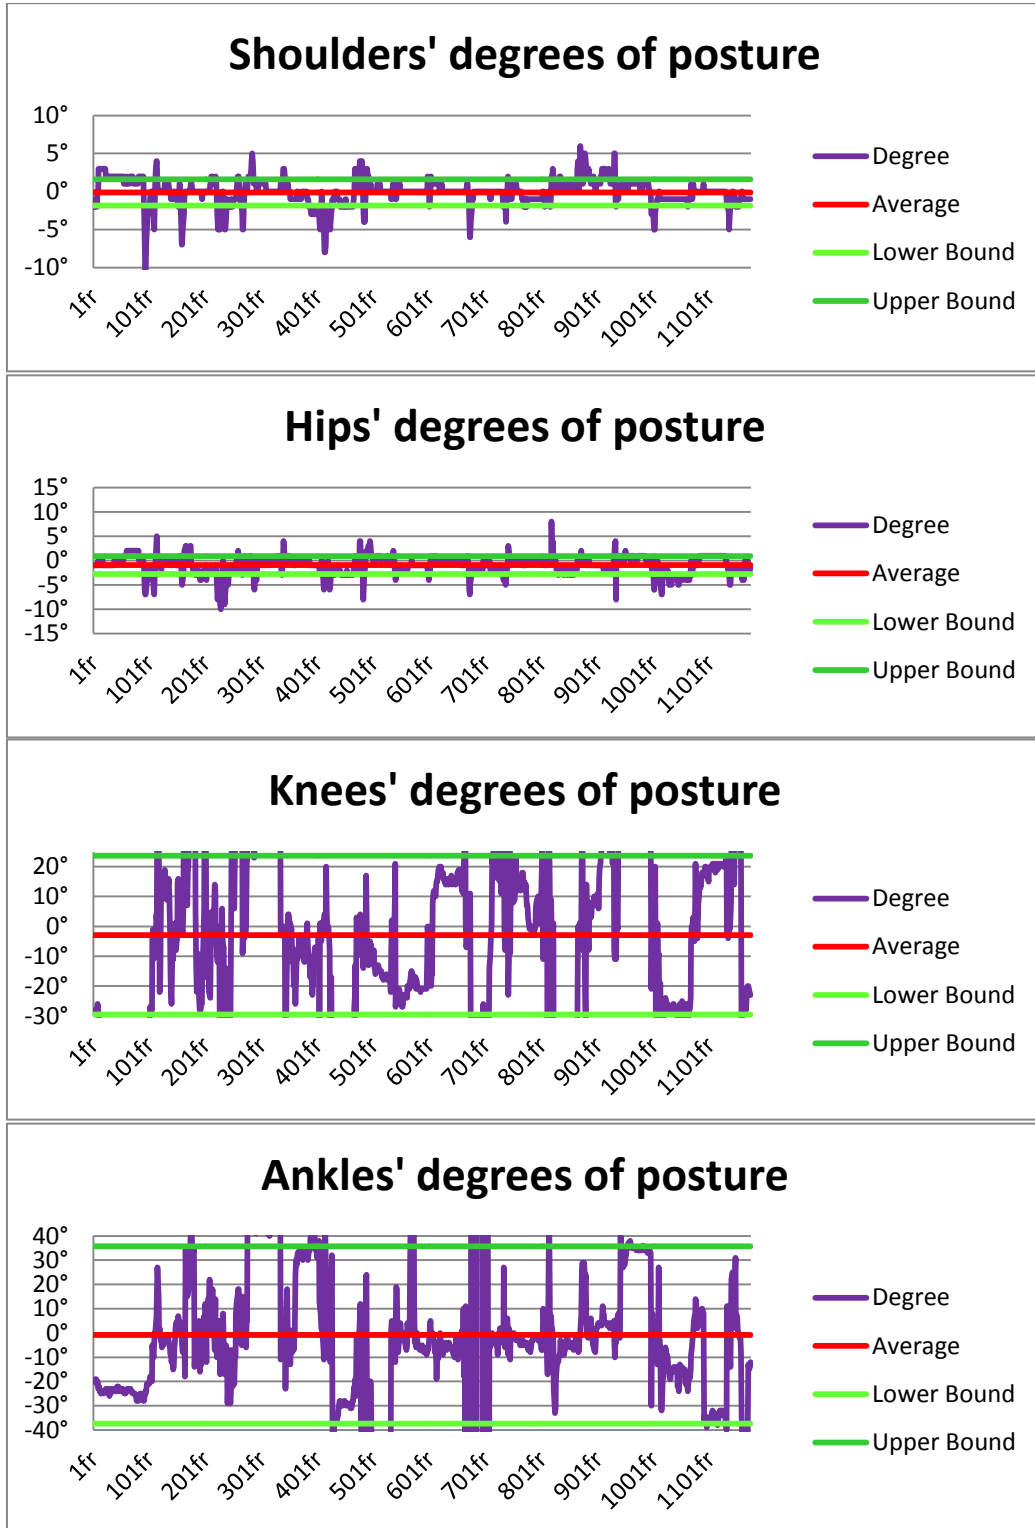 Shoulders' degrees of posture
10°
5°
0°
-5°
-10°
1fr
101fr
201fr
301fr
401fr
501fr
601fr
701fr
801fr
901fr
1001fr
1101fr
Degree
Average
Lower Bound
Upper Bound
Hips' degrees of posture
15°
10°
5°
0°
-5°
-10°
-15°
1fr
101fr
201fr
301fr
401fr
501fr
601fr
701fr
801fr
901fr
1001fr
1101fr
Degree
Average
Lower Bound
Upper Bound
Knees' degrees of posture
20°
10°
0°
-10°
-20°
-30°
1fr
101fr
201fr
301fr
401fr
501fr
601fr
701fr
801fr
901fr
1001fr
1101fr
Degree
Average
Lower Bound
Upper Bound
Ankles' degrees of posture
40°
30°
20°
10°
0°
-10°
-20°
-30°
-40°
1fr
101fr
201fr
301fr
401fr
501fr
601fr
701fr
801fr
901fr
1001fr
1101fr
Degree
Average
Lower Bound
Upper Bound